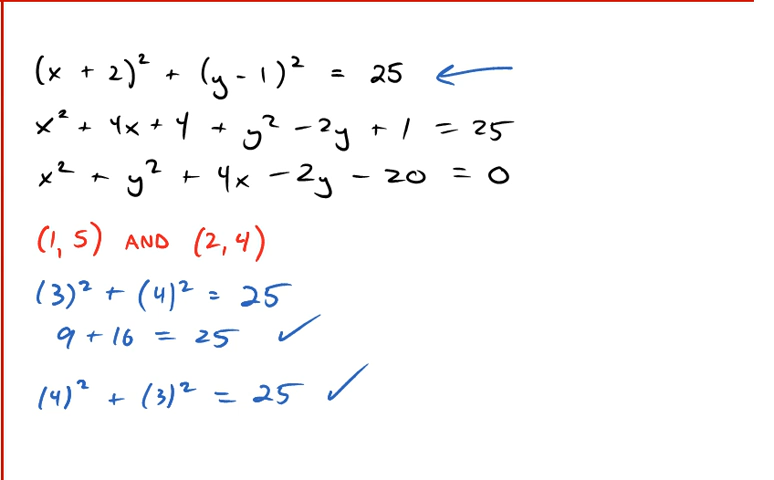 (x + 2)² + (y - 1)² = 25
x² + 4x + 4 + y² - 2y + 1 = 25
x² + y² + 4x - 2y - 20 = 0
(1, 5) AND (2, 4)
(3)² + (4)² = 25
9 + 16 = 25 ✓
(4)² + (3)² = 25 ✓